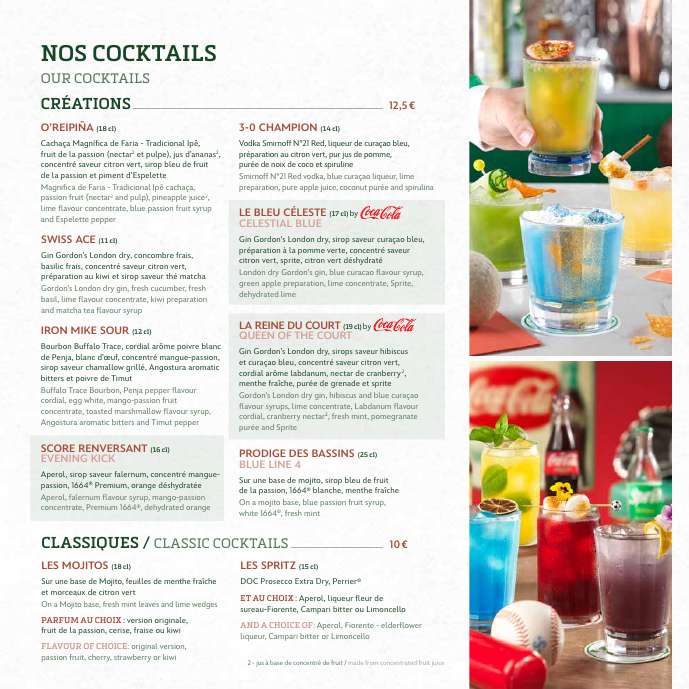 NOS COCKTAILS
OUR COCKTAILS
CRÉATIONS 12,5 €
O'REIPIÑA (18 cl)
Cachaça Magnífica de Faria - Tradicional Ipê,
fruit de la passion (nectar² et pulpe), jus d'ananas²,
concentré saveur citron vert, sirop bleu de fruit
de la passion et piment d'Espelette
Magnifica de Faria - Tradicional Ipê cachaça,
passion fruit (nectar² and pulp), pineapple juice²,
lime flavour concentrate, blue passion fruit syrup
and Espelette pepper
SWISS ACE (11 cl)
Gin Gordon's London dry, concombre frais,
basilic frais, concentré saveur citron vert,
préparation au kiwi et sirop saveur thé matcha
Gordon's London dry gin, fresh cucumber, fresh
basil, lime flavour concentrate, kiwi preparation
and matcha tea flavour syrup
IRON MIKE SOUR (12 cl)
Bourbon Buffalo Trace, cordial arôme poivre blanc
de Penja, blanc d'œuf, concentré mangue-passion,
sirop saveur chamallow grillé, Angostura aromatic
bitters et poivre de Timut
Buffalo Trace Bourbon, Penja pepper flavour
cordial, egg white, mango-passion fruit
concentrate, toasted marshmallow flavour syrup,
Angostura aromatic bitters and Timut pepper
SCORE RENVERSANT (16 cl)
EVENING KICK
Aperol, sirop saveur falernum, concentré mangue-
passion, 1664® Premium, orange déshydratée
Aperol, falernum flavour syrup, mango-passion
concentrate, Premium 1664®, dehydrated orange
3-0 CHAMPION (14 cl)
Vodka Smirnoff N°21 Red, liqueur de curaçao bleu,
préparation au citron vert, pur jus de pomme,
purée de noix de coco et spiruline
Smirnoff N°21 Red vodka, blue curaçao liqueur, lime
preparation, pure apple juice, coconut purée and spirulina
LE BLEU CÉLESTE (17 cl) by Coca-Cola
CELESTIAL BLUE
Gin Gordon's London dry, sirop saveur curaçao bleu,
préparation à la pomme verte, concentré saveur
citron vert, sprite, citron vert déshydraté
London dry Gordon's gin, blue curacao flavour syrup,
green apple preparation, lime concentrate, Sprite,
dehydrated lime
LA REINE DU COURT (19 cl) by Coca-Cola
QUEEN OF THE COURT
Gin Gordon's London dry, sirops saveur hibiscus
et curaçao bleu, concentré saveur citron vert,
cordial arôme labdanum, nectar de cranberry²,
menthe fraîche, purée de grenade et sprite
Gordon's London dry gin, hibiscus and blue curaçao
flavour syrups, lime concentrate, Labdanum flavour
cordial, cranberry nectar², fresh mint, pomegranate
purée and Sprite
PRODIGE DES BASSINS (25 cl)
BLUE LINE 4
Sur une base de mojito, sirop bleu de fruit
de la passion, 1664® blanche, menthe fraîche
On a mojito base, blue passion fruit syrup,
white 1664®, fresh mint
CLASSIQUES / CLASSIC COCKTAILS 10 €
LES MOJITOS (18 cl)
Sur une base de Mojito, feuilles de menthe fraîche
et morceaux de citron vert
On a Mojito base, fresh mint leaves and lime wedges
PARFUM AU CHOIX : version originale,
fruit de la passion, cerise, fraise ou kiwi
FLAVOUR OF CHOICE: original version,
passion fruit, cherry, strawberry or kiwi
LES SPRITZ (15 cl)
DOC Prosecco Extra Dry, Perrier®
ET AU CHOIX : Aperol, liqueur fleur de
sureau-Fiorente, Campari bitter ou Limoncello
AND A CHOICE OF: Aperol, Fiorente - elderflower
liqueur, Campari bitter or Limoncello
2 - jus à base de concentré de fruit / made from concentrated fruit juice
Coca-Cola
Coca-Cola